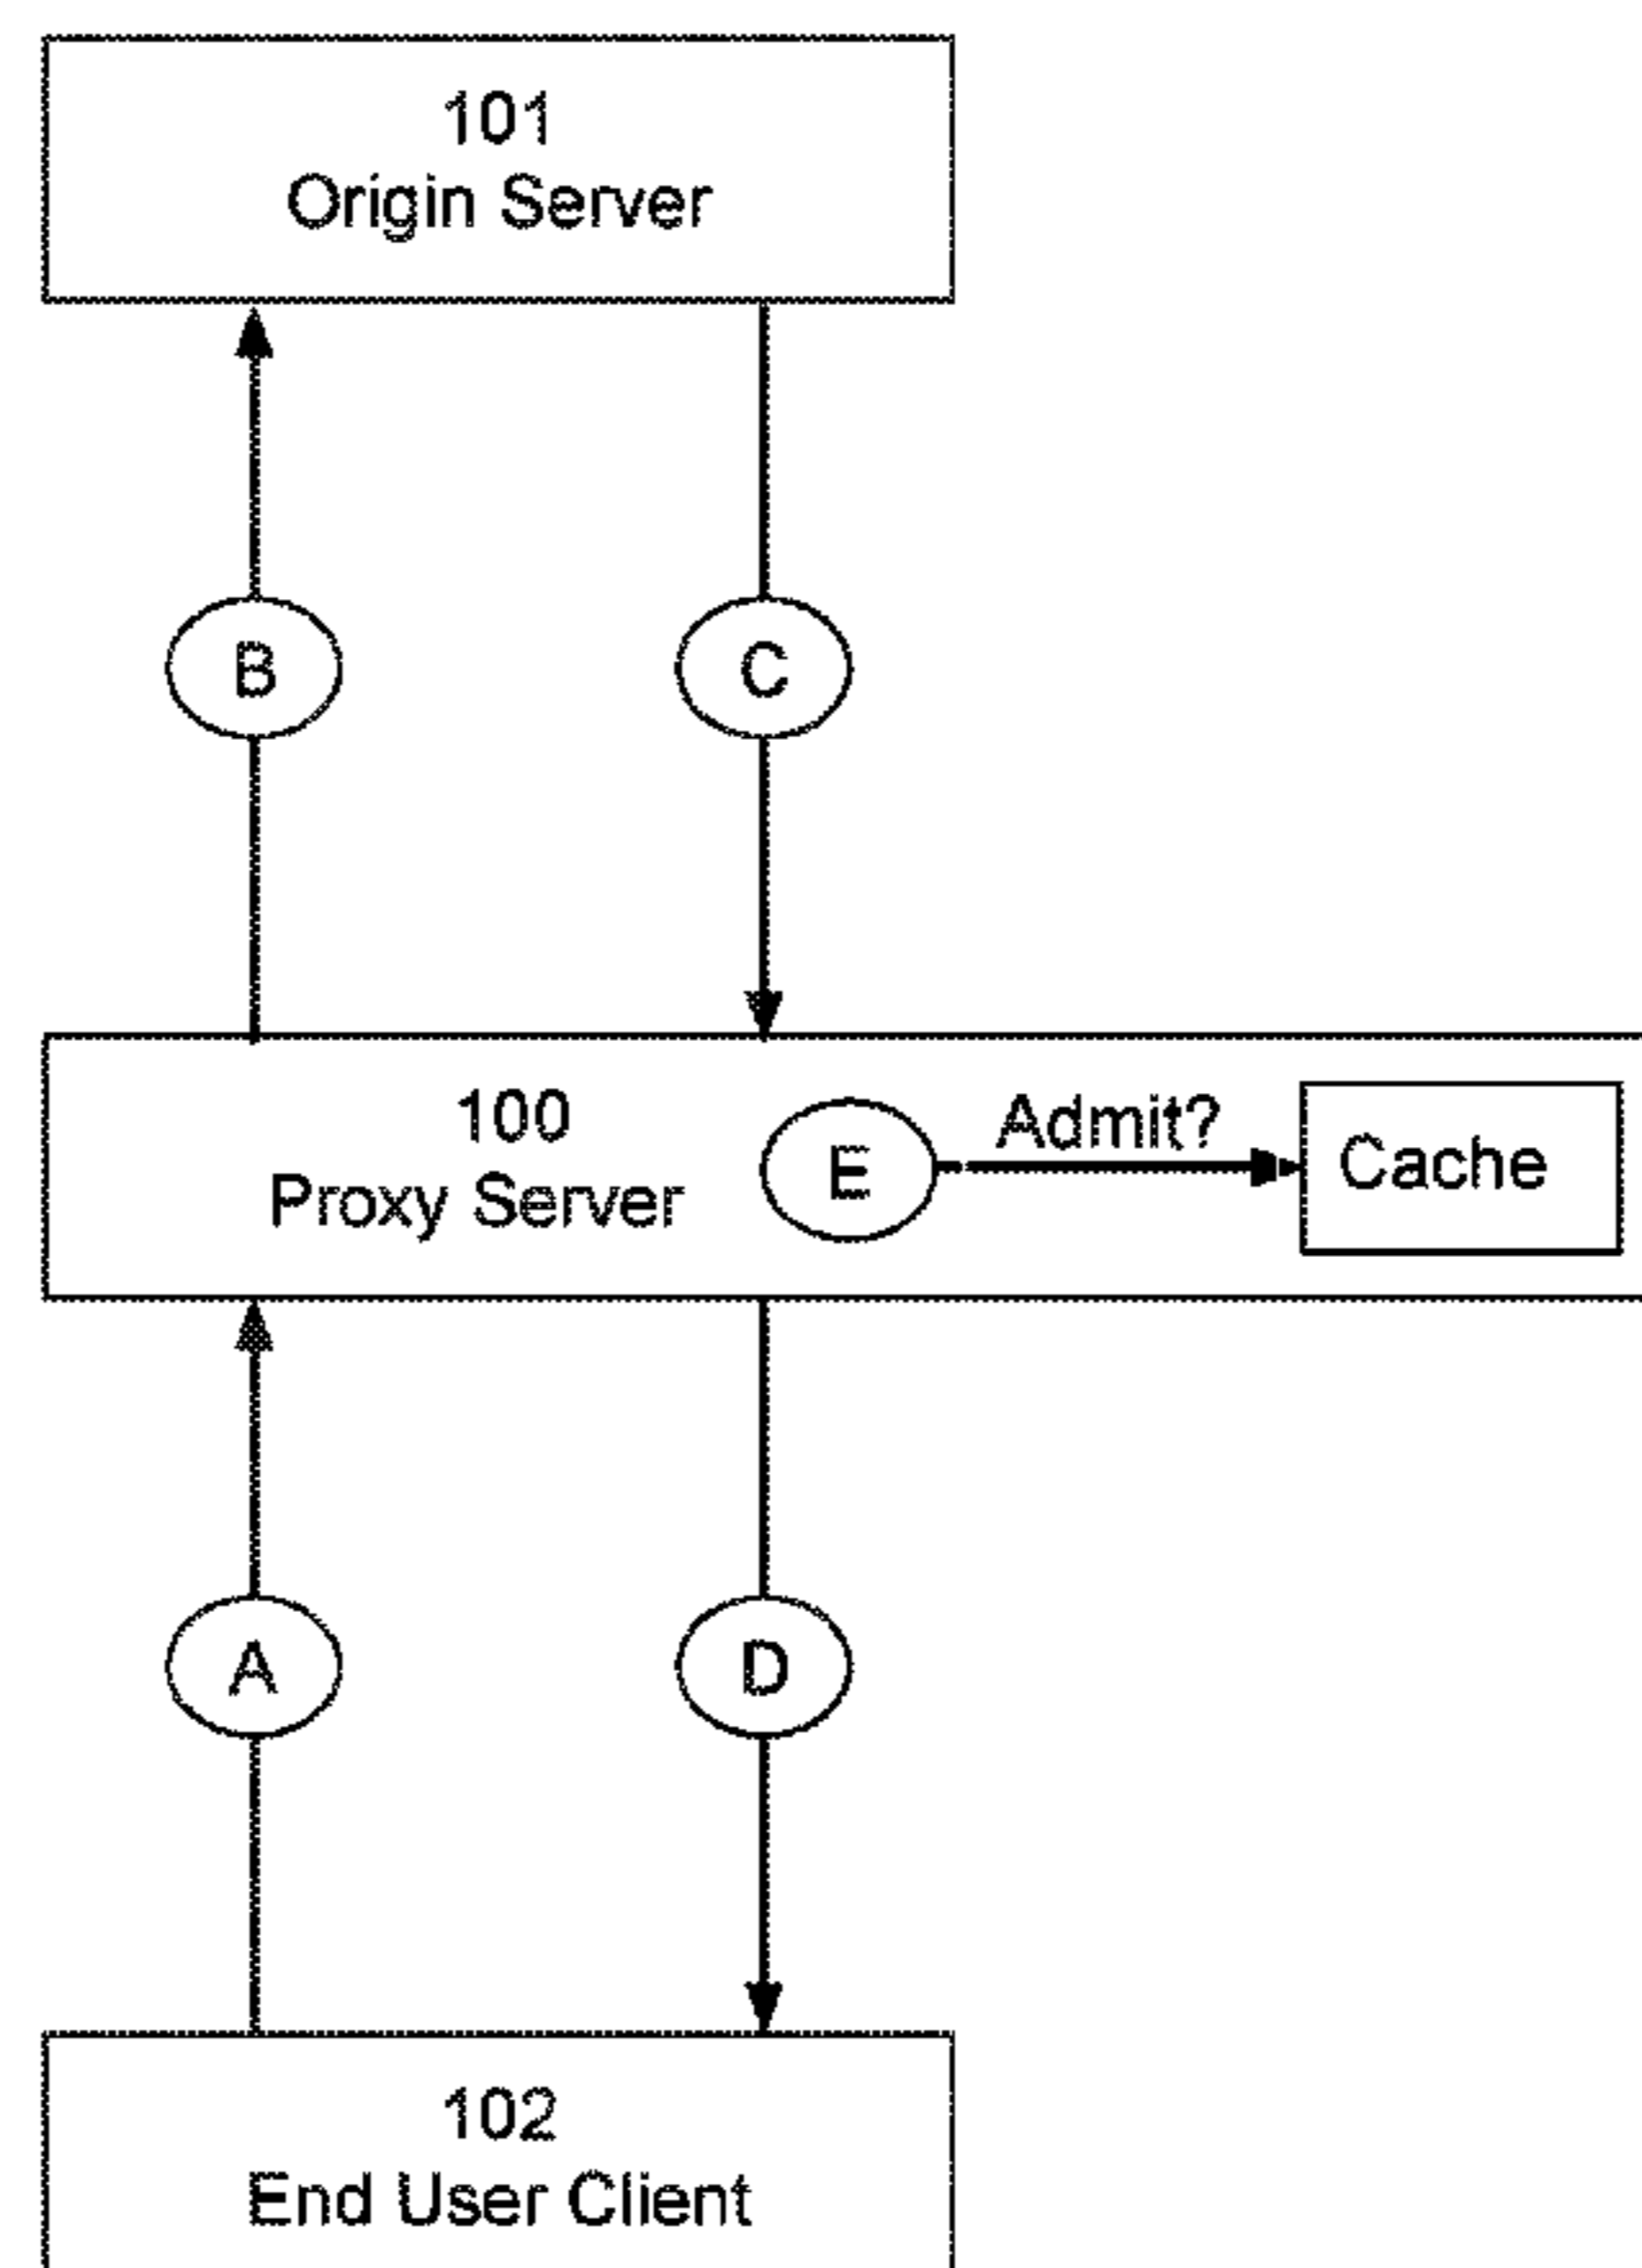 101
Origin Server
B
C
100
Proxy Server
E
Admit?
Cache
A
D
102
End User Client